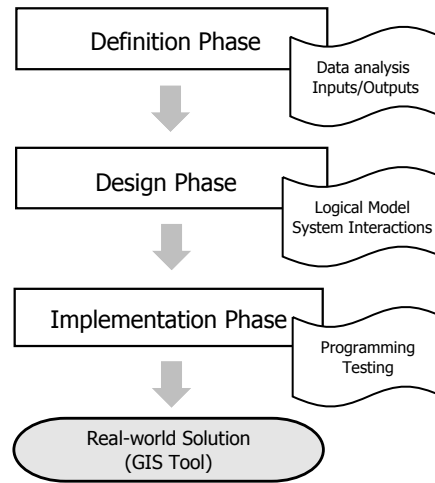 Definition Phase
Data analysis
Inputs/Outputs
Design Phase
Logical Model
System Interactions
Implementation Phase
Programming
Testing
Real-world Solution
(GIS Tool)